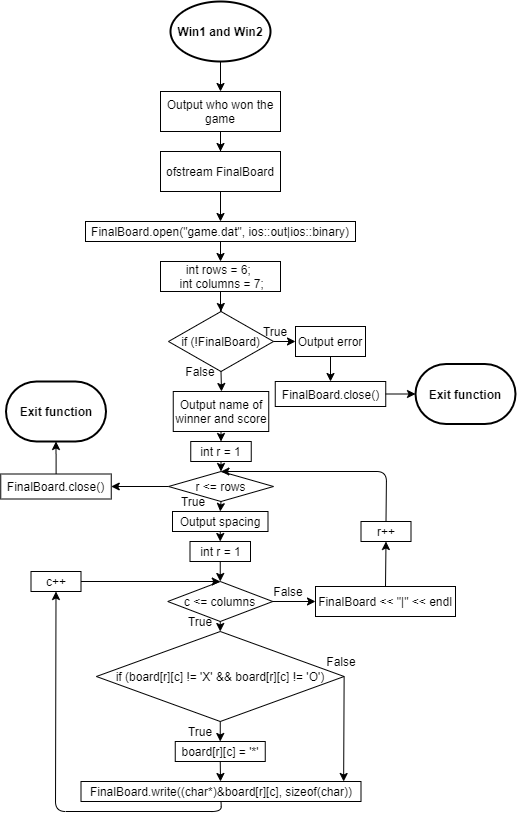 Win1 and Win2
Output who won the
game
ofstream FinalBoard
FinalBoard.open("game.dat", ios::out|ios::binary)
int rows = 6;
int columns = 7;
if (!FinalBoard)
True
Output error
False
FinalBoard.close()
Exit function
Exit function
Output name of
winner and score
int r = 1
FinalBoard.close()
r <= rows
True
Output spacing
r++
int r = 1
c++
c <= columns
False
FinalBoard << "|" << endl
True
if (board[r][c] != 'X' && board[r][c] != 'O')
False
True
board[r][c] = '*'
FinalBoard.write((char*)&board[r][c], sizeof(char))